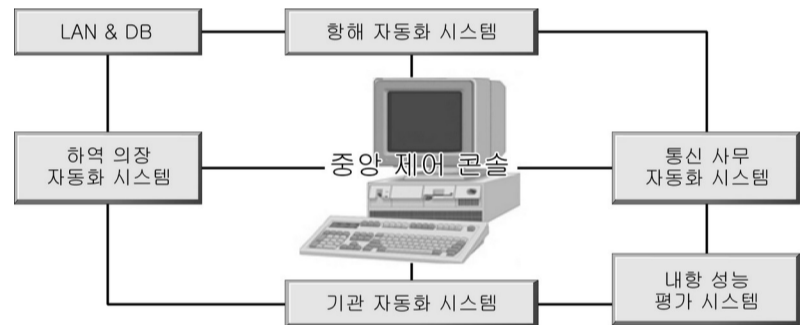 LAN & DB
항해 자동화 시스템
하역 의장
자동화 시스템
중앙 제어 콘솔
통신 사무
자동화 시스템
기관 자동화 시스템
내항 성능
평가 시스템